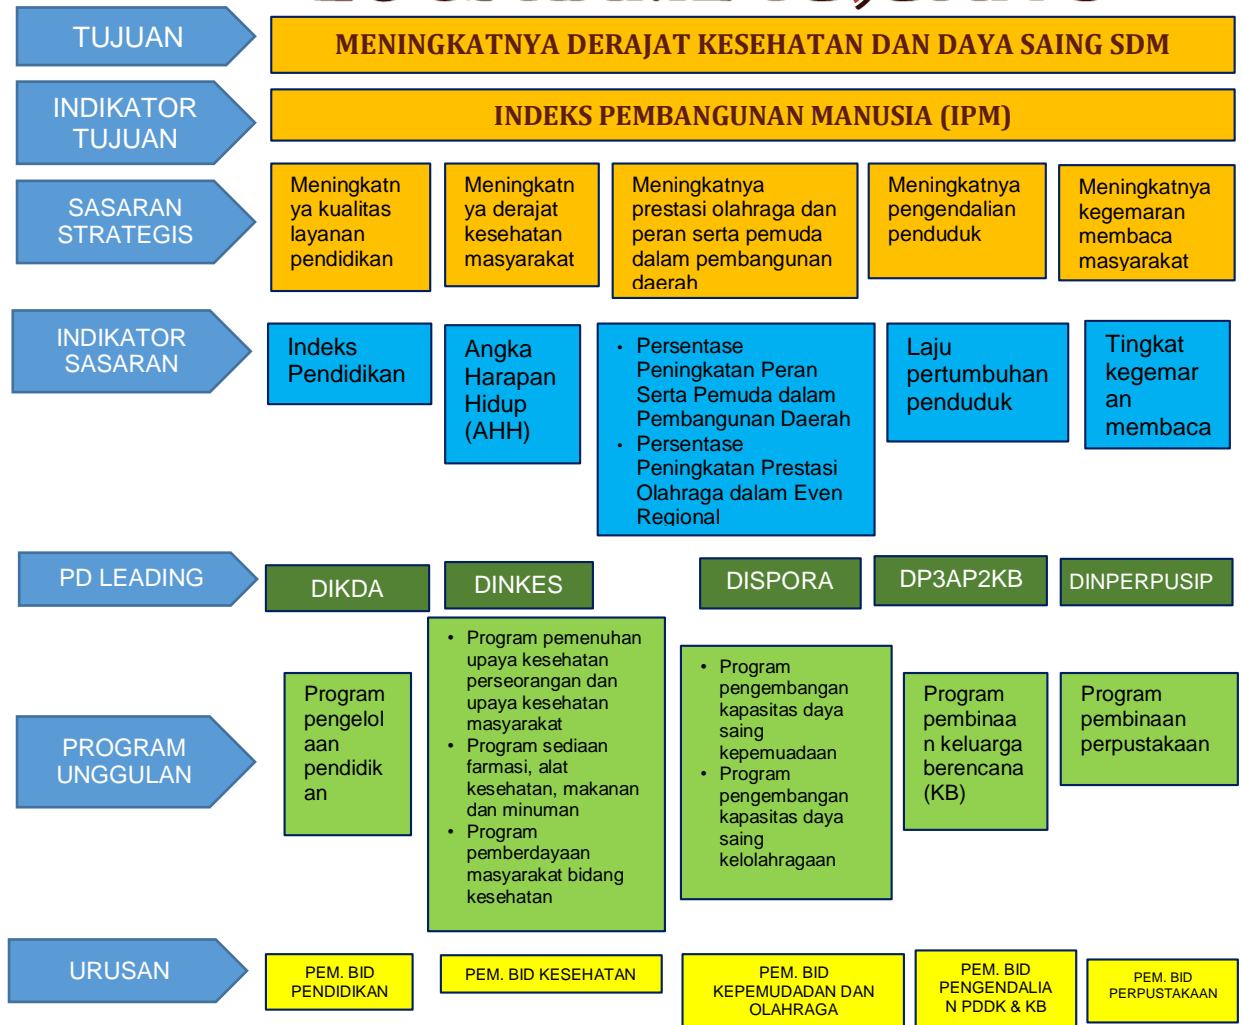 TUJUAN
MENINGKATNYA DERAJAT KESEHATAN DAN DAYA SAING SDM
INDIKATOR
TUJUAN
INDEKS PEMBANGUNAN MANUSIA (IPM)
SASARAN
STRATEGIS
Meningkatn
ya kualitas
layanan
pendidikan
Meningkatn
ya derajat
kesehatan
masyarakat
Meningkatnya
prestasi olahraga dan
peran serta pemuda
dalam pembangunan
daerah
Meningkatnya
pengendalian
penduduk
Meningkatnya
kegemaran
membaca
masyarakat
INDIKATOR
SASARAN
Indeks
Pendidikan
Angka
Harapan
Hidup
(AHH)
• Persentase
Peningkatan Peran
Serta Pemuda dalam
Pembangunan Daerah
• Persentase
Peningkatan Prestasi
Olahraga dalam Even
Regional
Laju
pertumbuhan
penduduk
Tingkat
kegemar
an
membaca
PD LEADING
DIKDA
DINKES
DISPORA
DP3AP2KB
DINPERPUSIP
PROGRAM
UNGGULAN
Program
pengelol
aan
pendidik
an
• Program pemenuhan
upaya kesehatan
perseorangan dan
upaya kesehatan
masyarakat
• Program sediaan
farmasi, alat
kesehatan, makanan
dan minuman
• Program
pemberdayaan
masyarakat bidang
kesehatan
• Program
pengembangan
kapasitas daya
saing
kepemuadaan
• Program
pengembangan
kapasitas daya
saing
kelolahragaan
Program
pembinaa
n keluarga
berencana
(KB)
Program
pembinaan
perpustakaan
URUSAN
PEM. BID
PENDIDIKAN
PEM. BID KESEHATAN
PEM. BID
KEPEMUDADAN DAN
OLAHRAGA
PEM. BID
PENGENDALIA
N PDDK & KB
PEM. BID
PERPUSTAKAAN